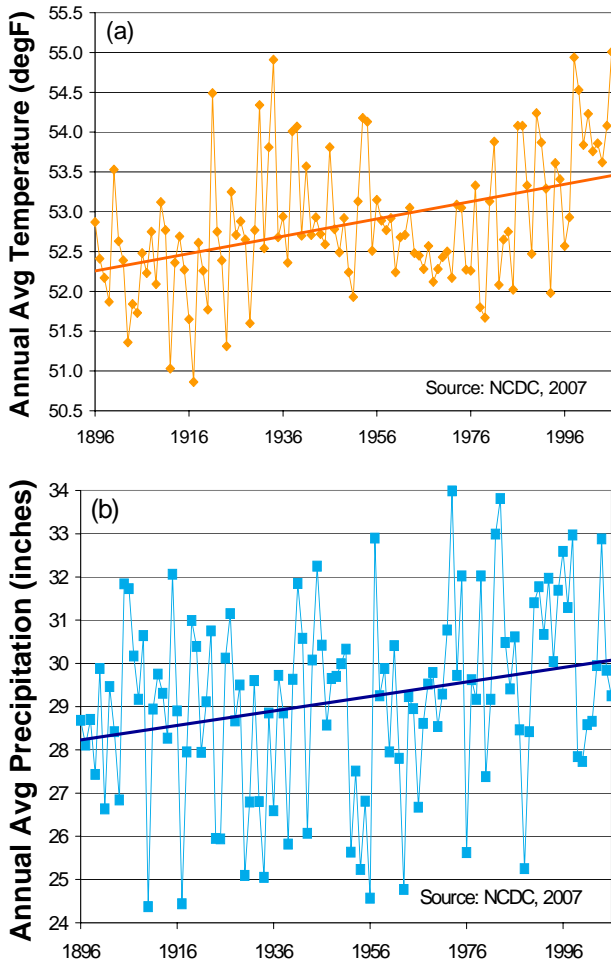 Annual Avg Temperature (degF)
(a)
55.5
55.0
54.5
54.0
53.5
53.0
52.5
52.0
51.5
51.0
50.5
Source: NCDC, 2007
1896 1916 1936 1956 1976 1996
Annual Avg Precipitation (inches)
(b)
34
33
32
31
30
29
28
27
26
25
24
Source: NCDC, 2007
1896 1916 1936 1956 1976 1996